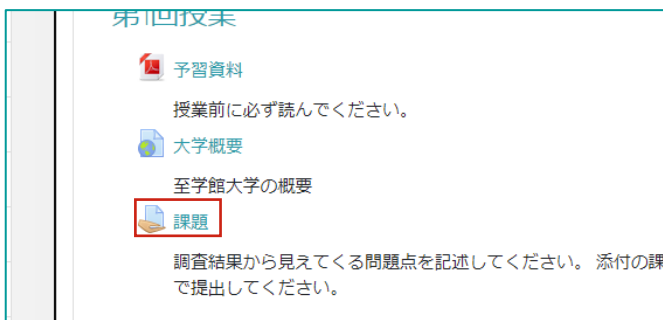 第1回授業
予習資料
授業前に必ず読んでください。
大学概要
至学館大学の概要
課題
調査結果から見えてくる問題点を記述してください。 添付の課
で提出してください。